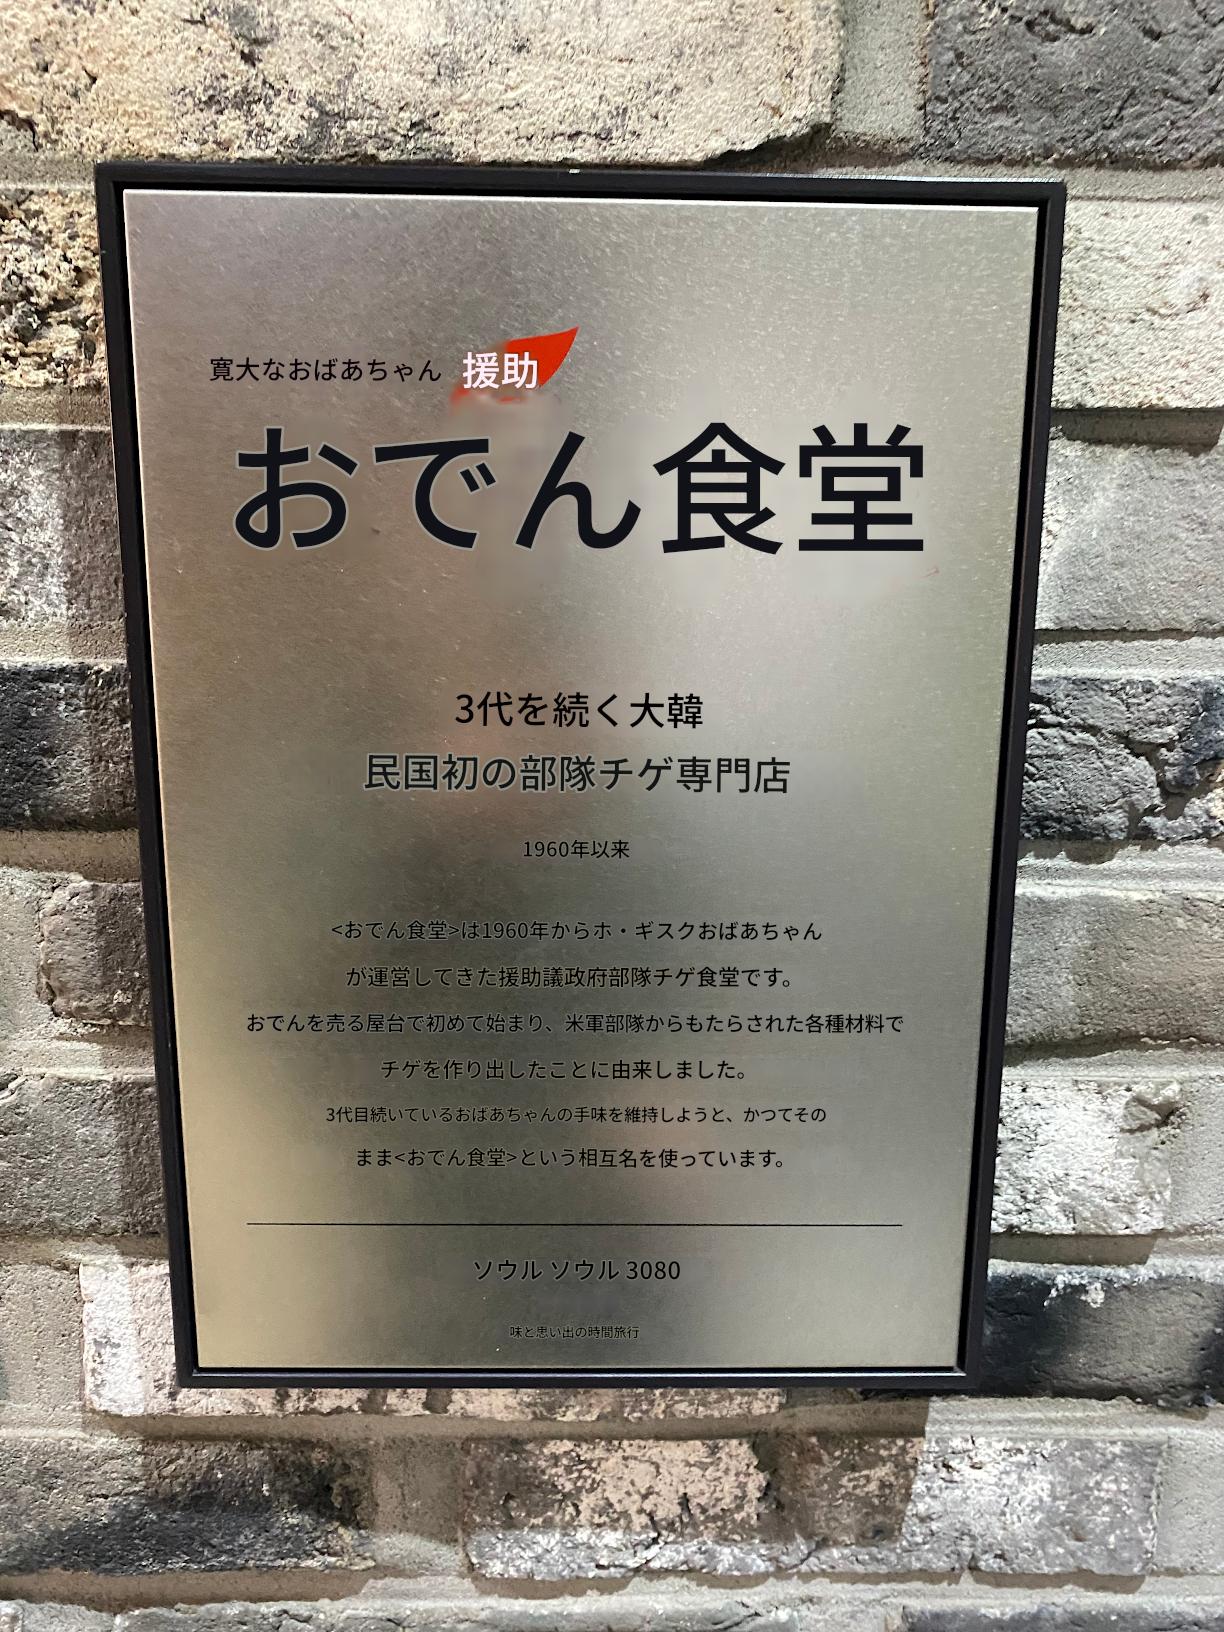 寛大なおばあちゃん 援助
おでん食堂
3代を続く大韓
民国初の部隊チゲ専門店
1960年以来
<おでん食堂>は1960年からホ・ギスクおばあちゃん
が運営してきた援助議政府部隊チゲ食堂です。
おでんを売る屋台で初めて始まり、米軍部隊からもたらされた各種材料で
チゲを作り出したことに由来しました。
3代目続いているおばあちゃんの手味を維持しようと、かつてその
まま<おでん食堂>という相互名を使っています。
ソウル ソウル 3080
味と思い出の時間旅行